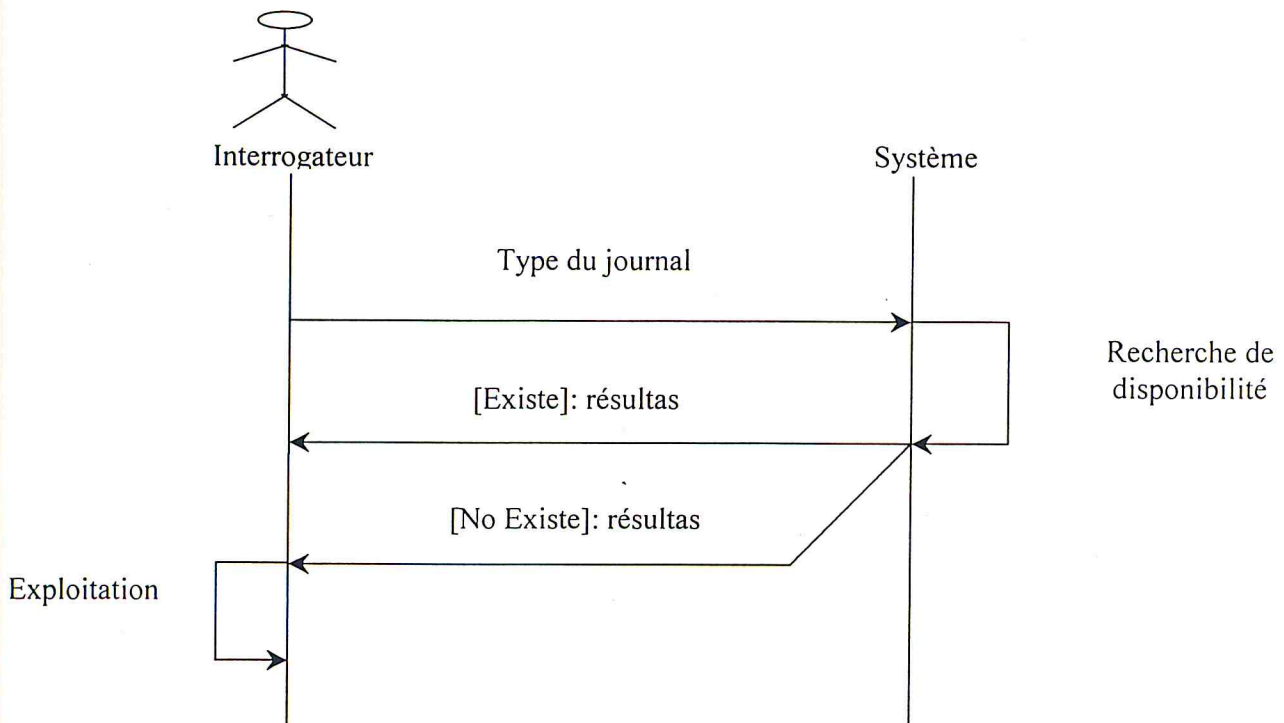 Interrogateur
Système
Type du journal
Recherche de
disponibilité
[Existe]: résultas
[No Existe]: résultas
Exploitation